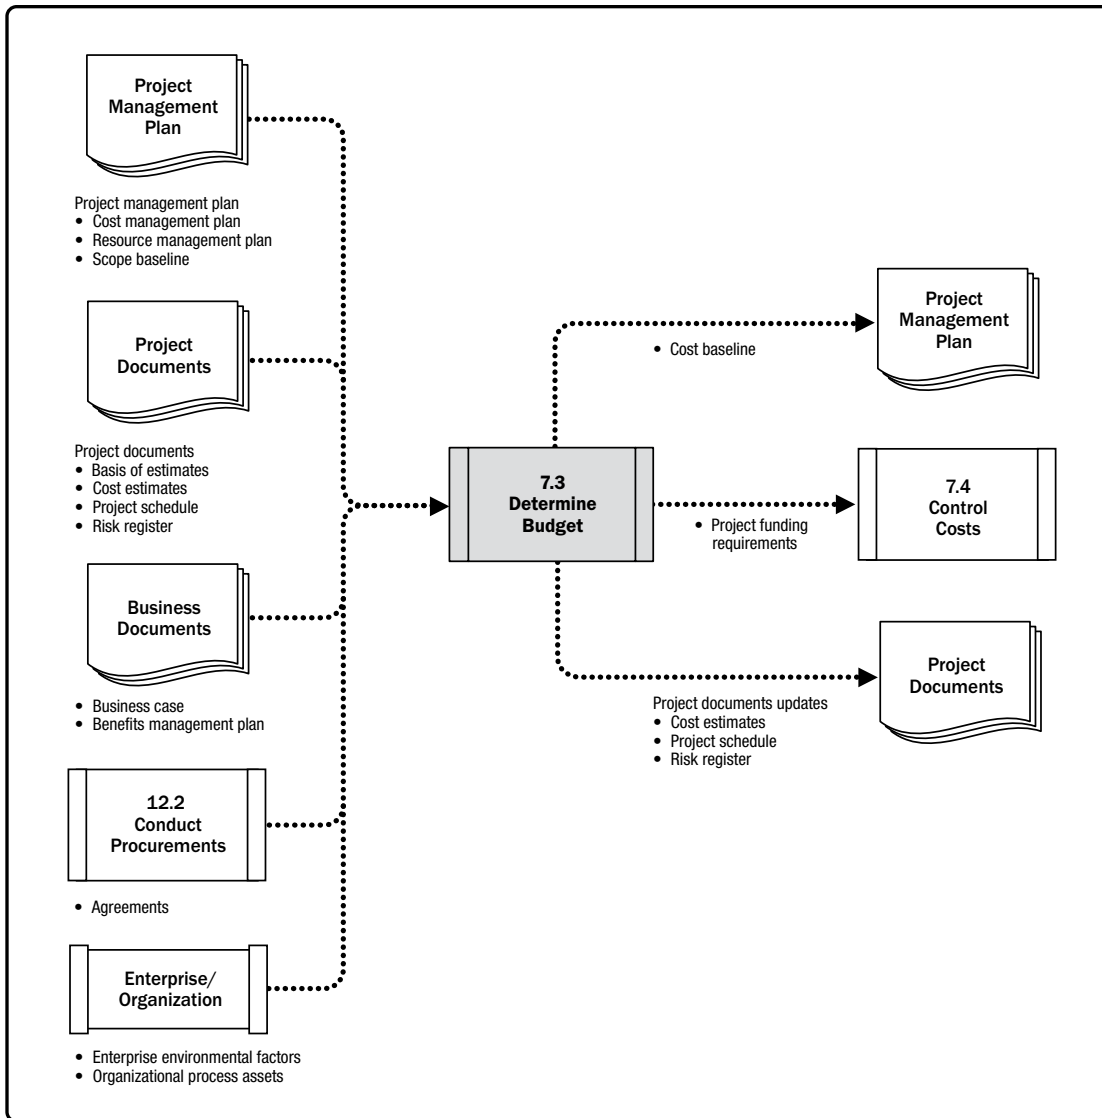 Project
Management
Plan
Project management plan
• Cost management plan
• Resource management plan
• Scope baseline
Project
Documents
Project documents
• Basis of estimates
• Cost estimates
• Project schedule
• Risk register
Business
Documents
• Business case
• Benefits management plan
12.2
Conduct
Procurements
• Agreements
Enterprise/
Organization
• Enterprise environmental factors
• Organizational process assets
7.3
Determine
Budget
• Cost baseline
Project
Management
Plan
• Project funding
requirements
7.4
Control
Costs
Project documents updates
• Cost estimates
• Project schedule
• Risk register
Project
Documents